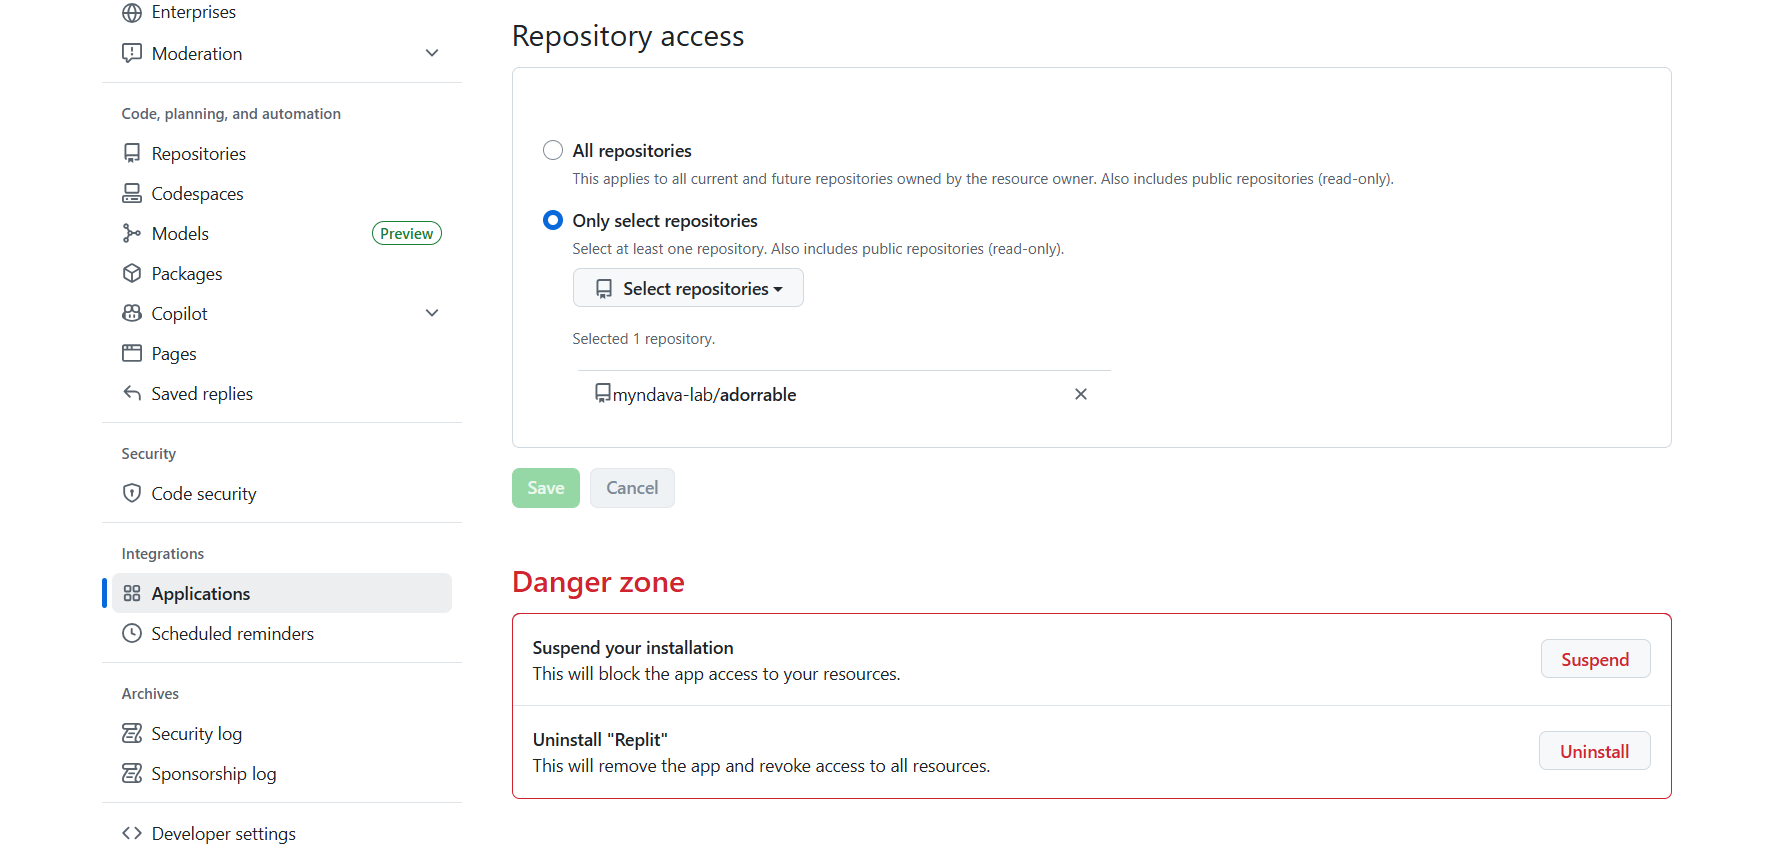 Enterprises
Moderation
Code, planning, and automation
Repositories
Codespaces
Models
Preview
Packages
Copilot
Pages
Saved replies
Security
Code security
Integrations
Applications
Scheduled reminders
Archives
Security log
Sponsorship log
Developer settings
Repository access
All repositories
This applies to all current and future repositories owned by the resource owner. Also includes public repositories (read-only).
Only select repositories
Select at least one repository. Also includes public repositories (read-only).
Select repositories
Selected 1 repository.
myndava-lab/adorrable
Save
Cancel
Danger zone
Suspend your installation
This will block the app access to your resources.
Suspend
Uninstall "Replit"
This will remove the app and revoke access to all resources.
Uninstall